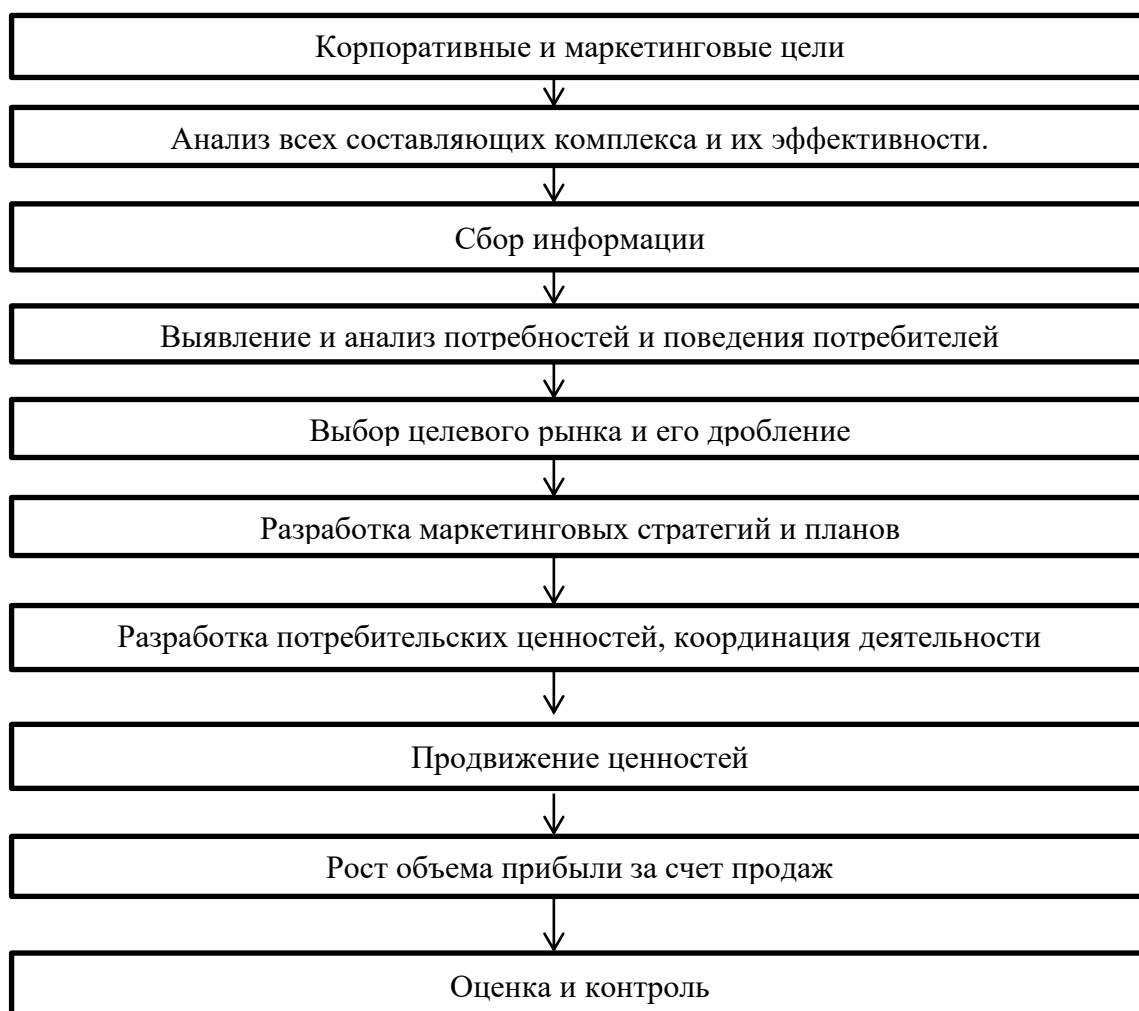 Корпоративные и маркетинговые цели
Анализ всех составляющих комплекса и их эффективности.
Сбор информации
Выявление и анализ потребностей и поведения потребителей
Выбор целевого рынка и его дробление
Разработка маркетинговых стратегий и планов
Разработка потребительских ценностей, координация деятельности
Продвижение ценностей
Рост объема прибыли за счет продаж
Оценка и контроль